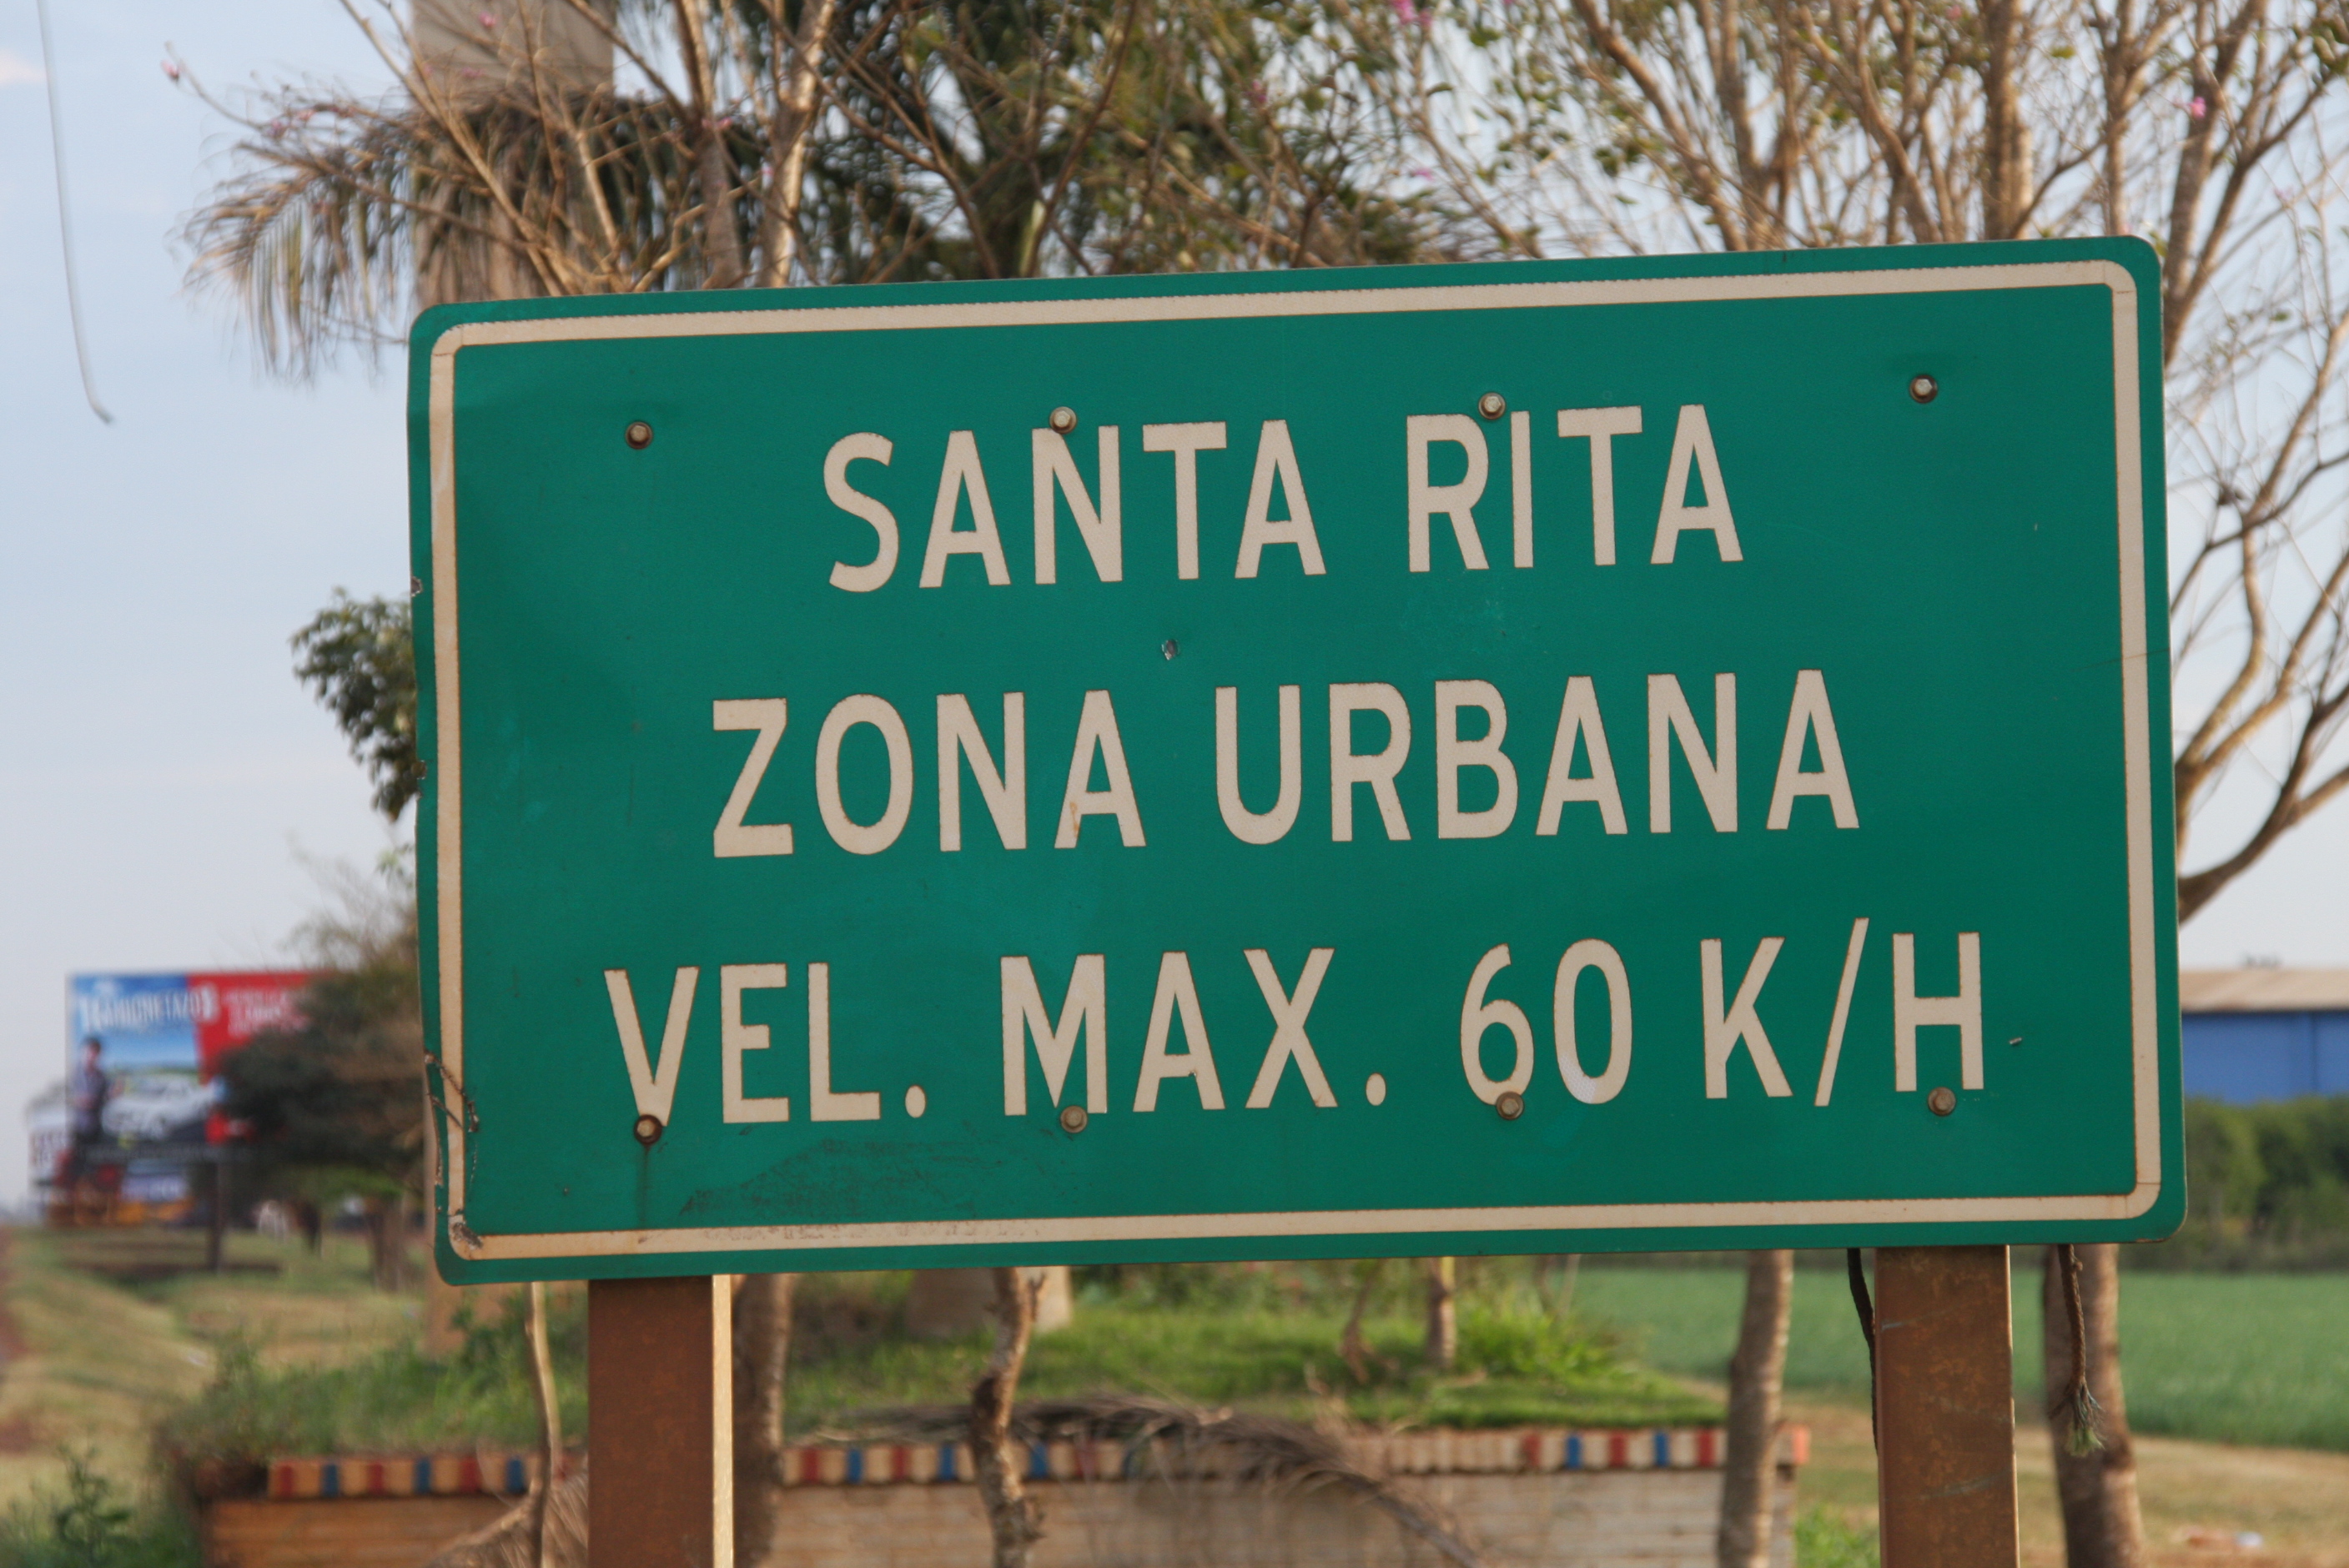 SANTA RITA
ZONA URBANA
VEL. MAX. 60 K/H